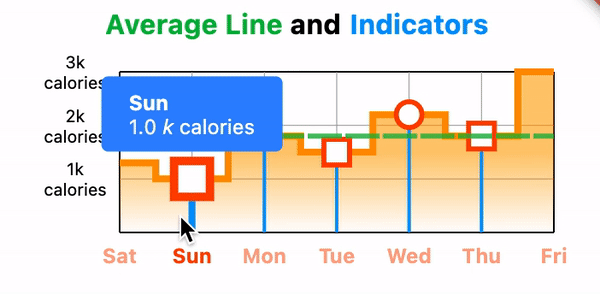 Average Line and Indicators
3k
calories
2k
calories
1k
calories
Sun
1.0 k calories
Sat Sun Mon Tue Wed Thu Fri